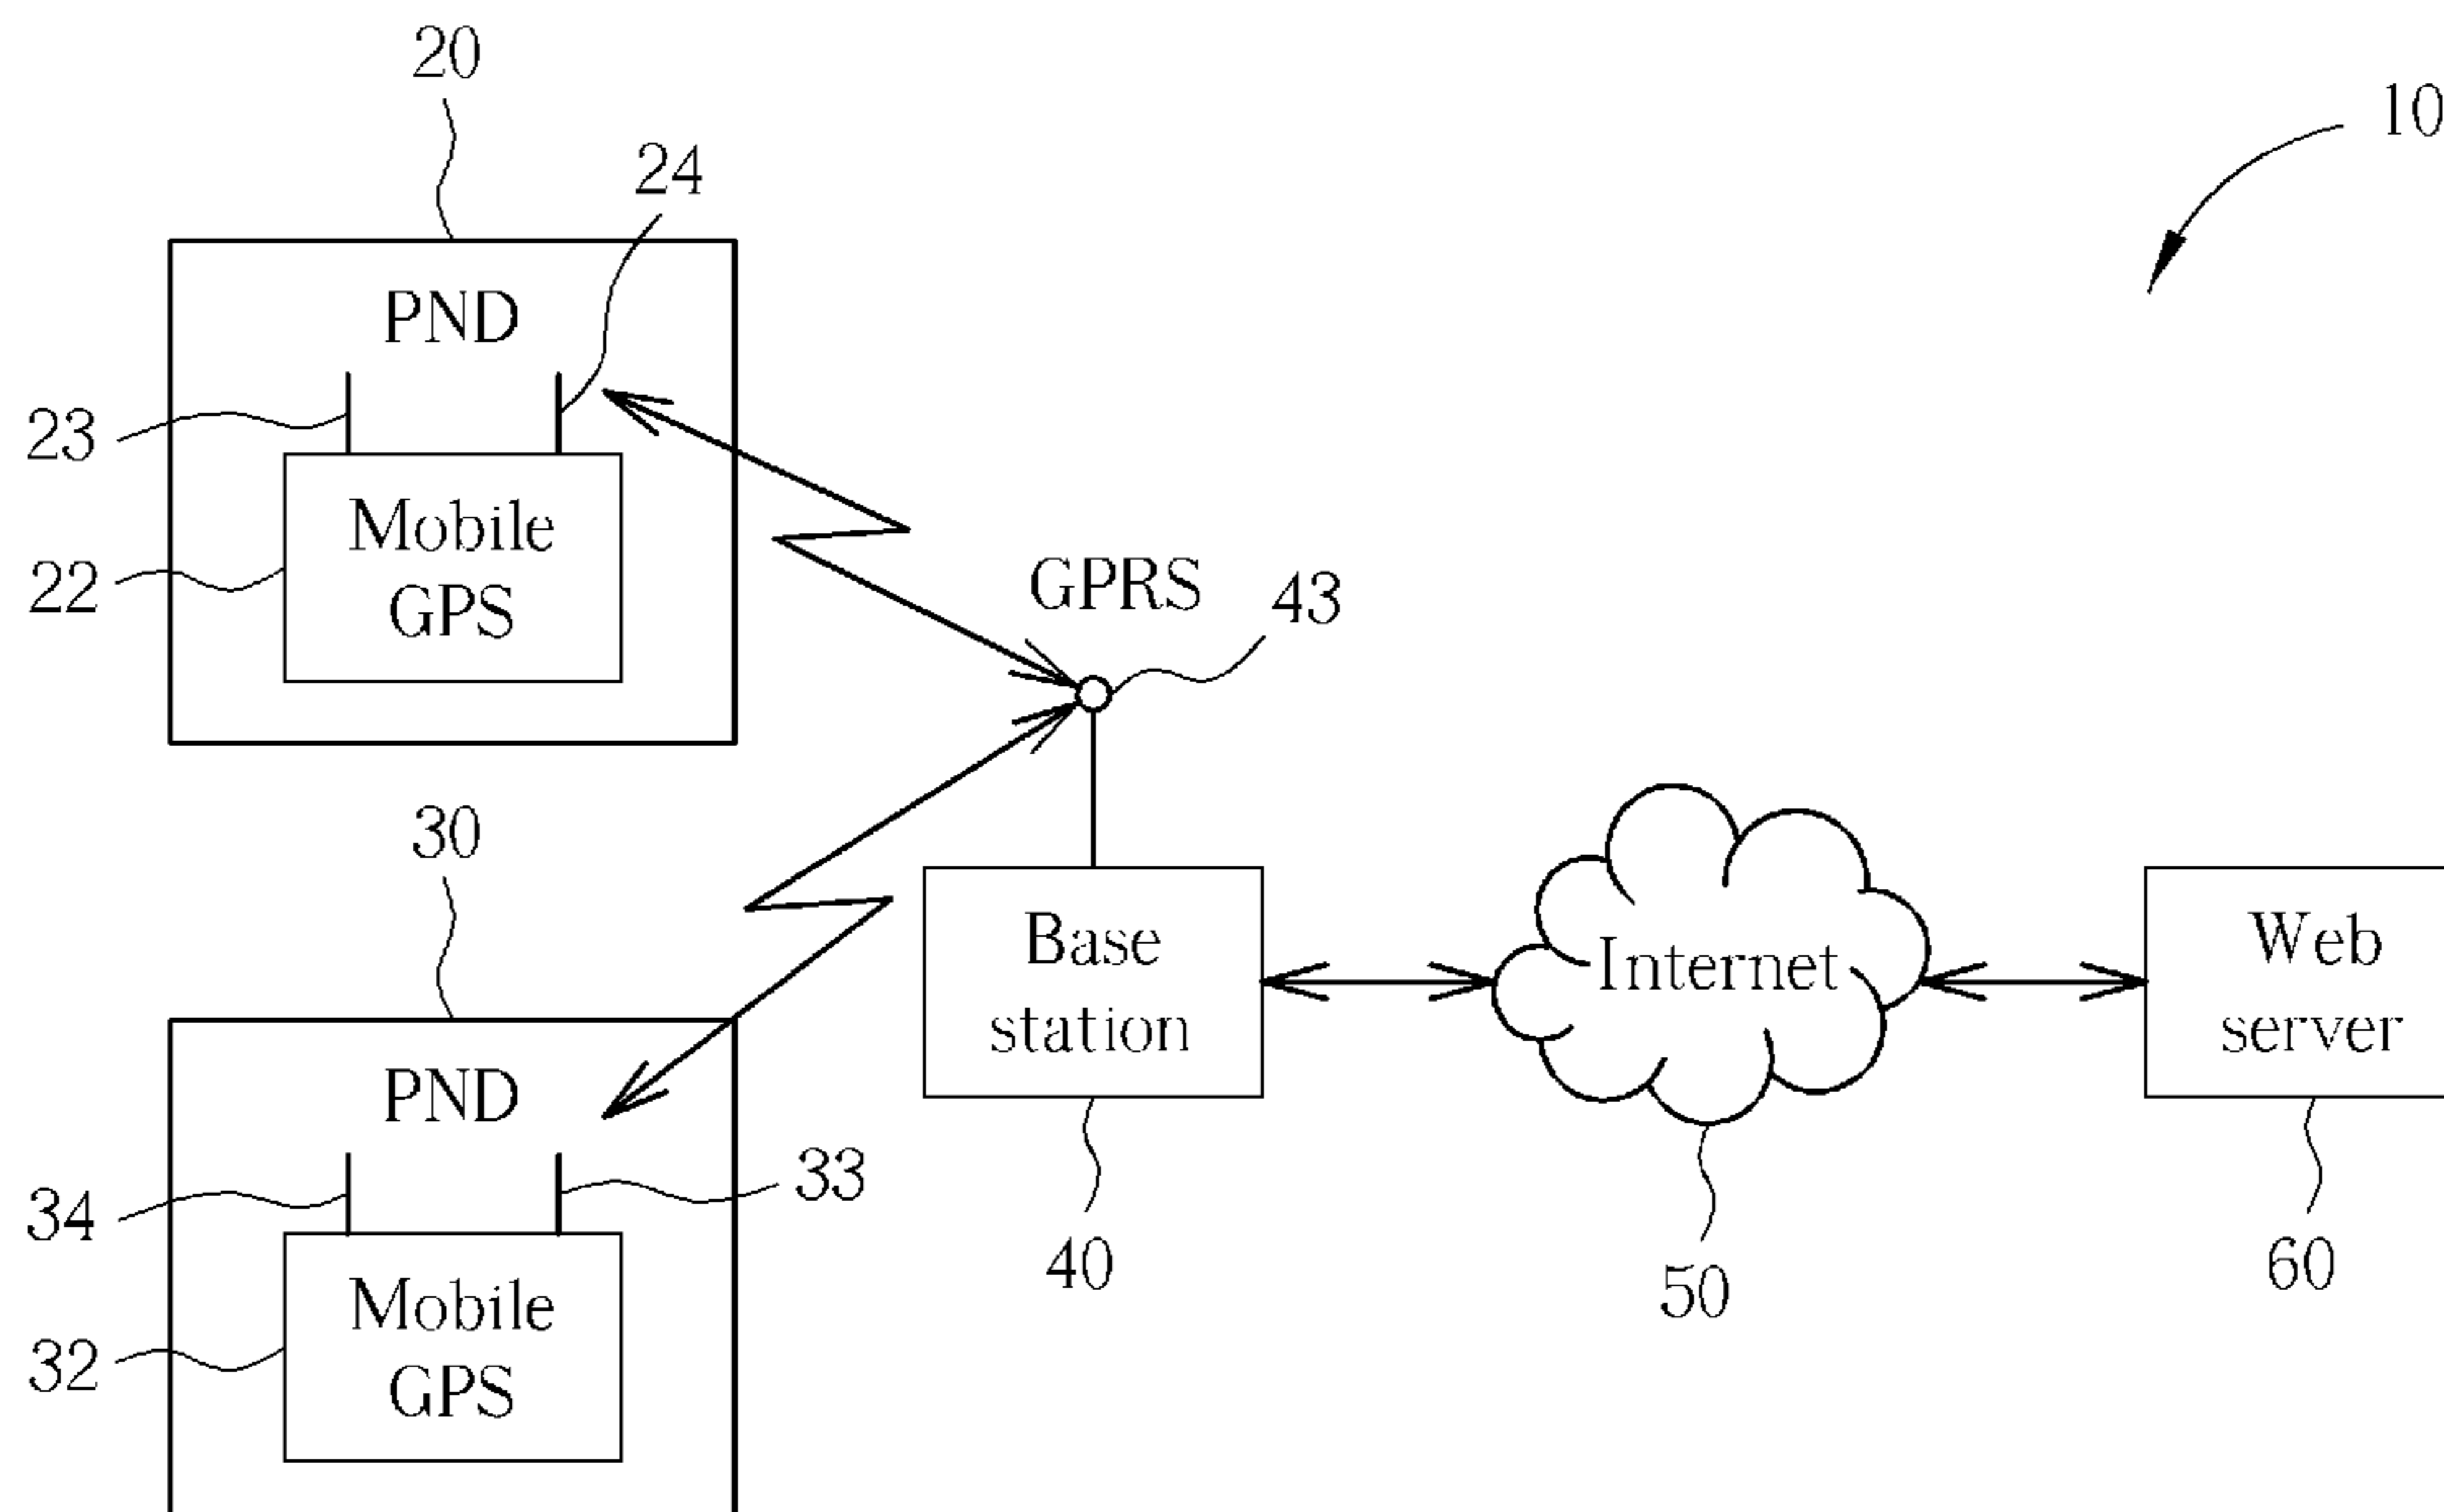 20
10
24
PND
23
Mobile
GPS
22
GPRS
43
30
Base
station
Internet
Web
server
PND
34
33
40
50
60
Mobile
GPS
32